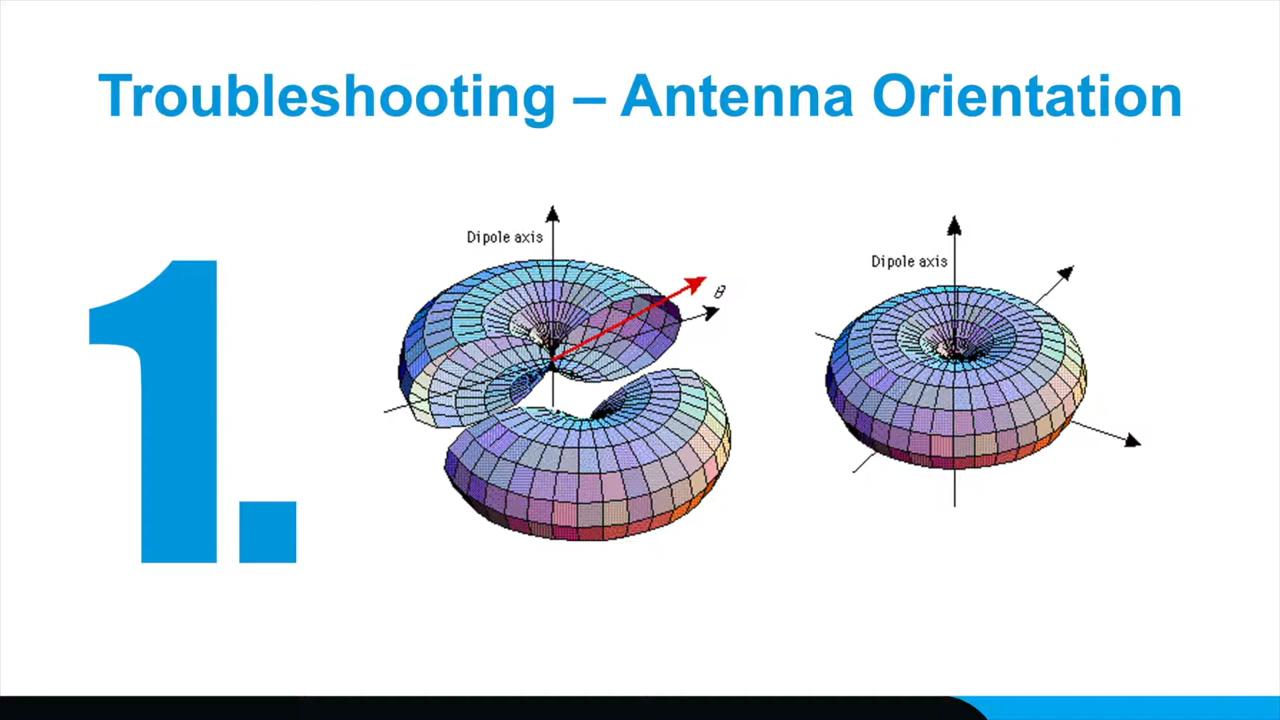 Troubleshooting – Antenna Orientation
1.
Dipole axis
θ
Dipole axis